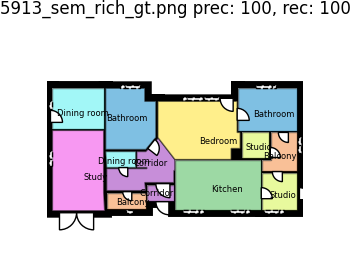 5913_sem_rich_gt.png prec: 100, rec: 100
Dining room
Bathroom
Bathroom
Bedroom
Studio
Balcony
Dining room
Corridor
Study
Kitchen
Corridor
Studio
Balcony